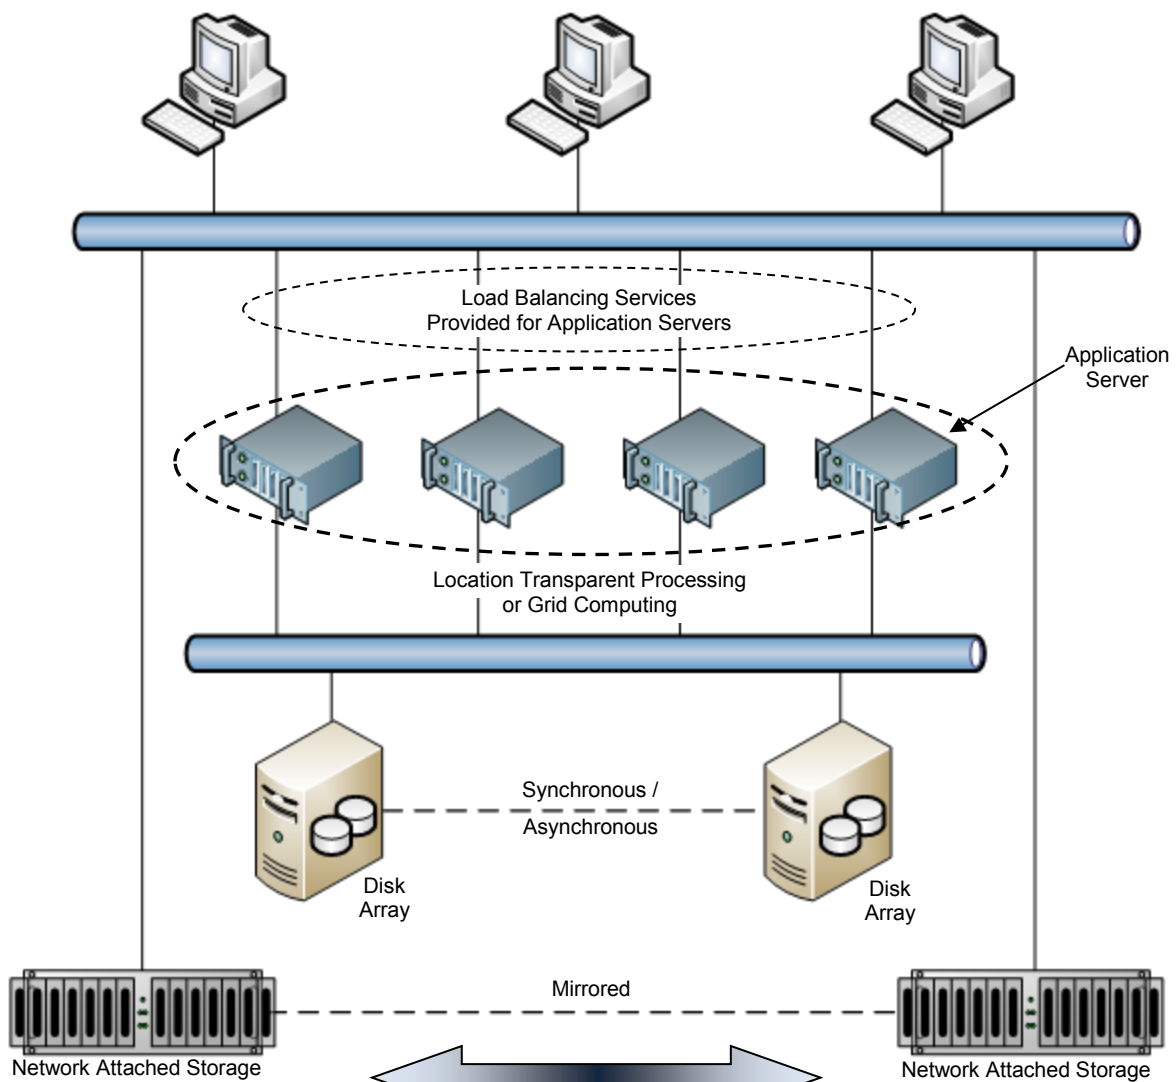 Load Balancing Services
Provided for Application Servers
Application
Server
Location Transparent Processing
or Grid Computing
Synchronous /
Asynchronous
Disk
Array
Disk
Array
Mirrored
Network Attached Storage
Network Attached Storage